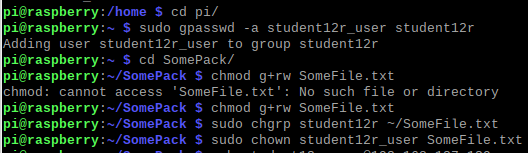 pi@raspberry:/home $ cd pi/
pi@raspberry:~ $ sudo gpasswd -a student12r_user student12r
Adding user student12r_user to group student12r
pi@raspberry:~ $ cd SomePack/
pi@raspberry:~/SomePack $ chmod g+rw SomeFile.txt
chmod: cannot access 'SomeFile.txt': No such file or directory
pi@raspberry:~/SomePack $ chmod g+rw SomeFile.txt
pi@raspberry:~/SomePack $ sudo chgrp student12r ~/SomeFile.txt
pi@raspberry:~/SomePack $ sudo chown student12r_user SomeFile.txt